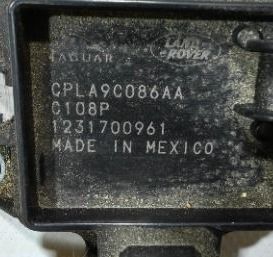 JAGUAR
LAND
ROVER
CPLA9C086AA
C108P
1231700961
MADE IN MEXICO